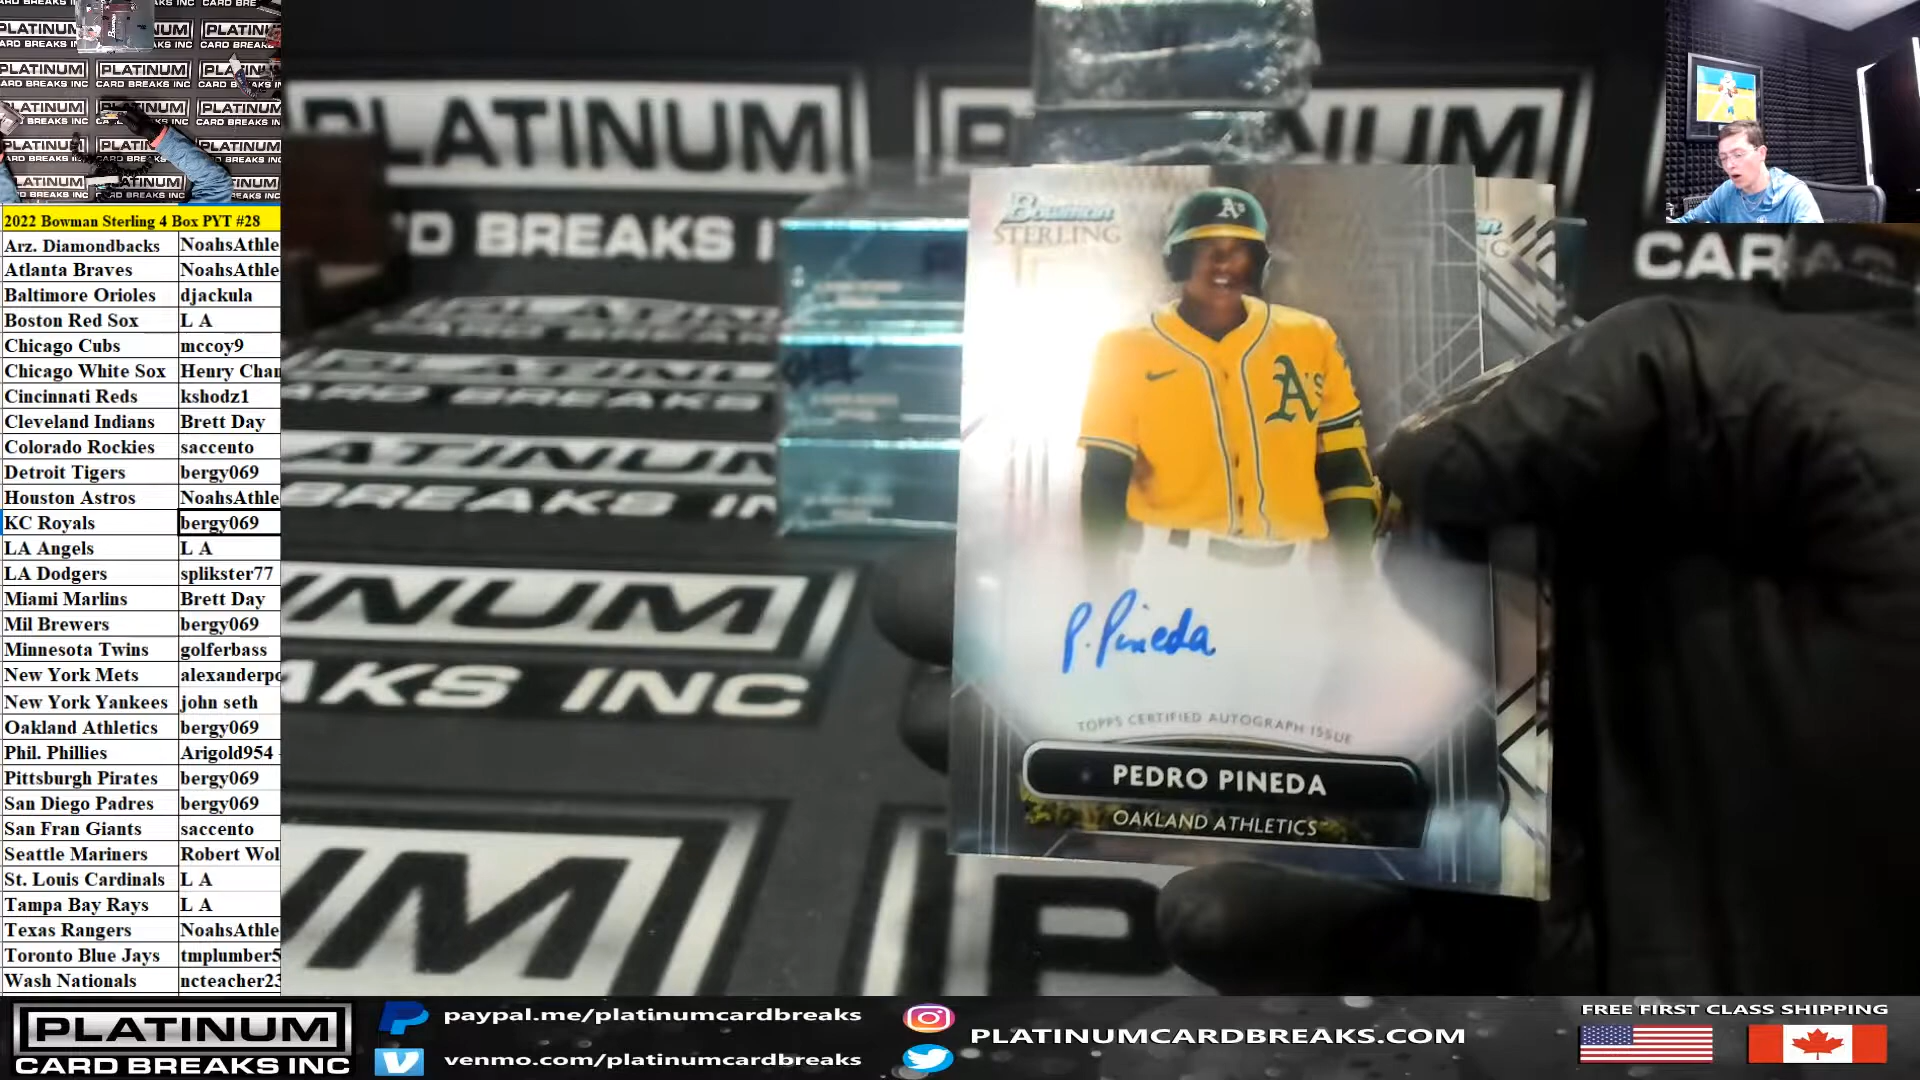 2022 Bowman Sterling 4 Box PYT #28
Arz. Diamondbacks NoahsAthle
Atlanta Braves NoahsAthle
Baltimore Orioles djackula
Boston Red Sox L A
Chicago Cubs mccoy9
Chicago White Sox Henry Chan
Cincinnati Reds kshodz1
Cleveland Indians Brett Day
Colorado Rockies saccento
Detroit Tigers bergy069
Houston Astros NoahsAthle
KC Royals bergy069
LA Angels L A
LA Dodgers splikster77
Miami Marlins Brett Day
Mil Brewers bergy069
Minnesota Twins golferbass
New York Mets alexanderpo
New York Yankees john seth
Oakland Athletics bergy069
Phil. Phillies Arigold954
Pittsburgh Pirates bergy069
San Diego Padres bergy069
San Fran Giants saccento
Seattle Mariners Robert Wol
St. Louis Cardinals L A
Tampa Bay Rays L A
Texas Rangers NoahsAthle
Toronto Blue Jays tmplumber5
Wash Nationals ncteacher23
PLATINUM
CARD BREAKS INC
Bowman
STERLING
A's
A's
P. Pineda
TOPPS CERTIFIED AUTOGRAPH ISSUE
PEDRO PINEDA
OAKLAND ATHLETICS
PLATINUM
CARD BREAKS INC
paypal.me/platinumcardbreaks
venmo.com/platinumcardbreaks
PLATINUMCARDBREAKS.COM
FREE FIRST CLASS SHIPPING